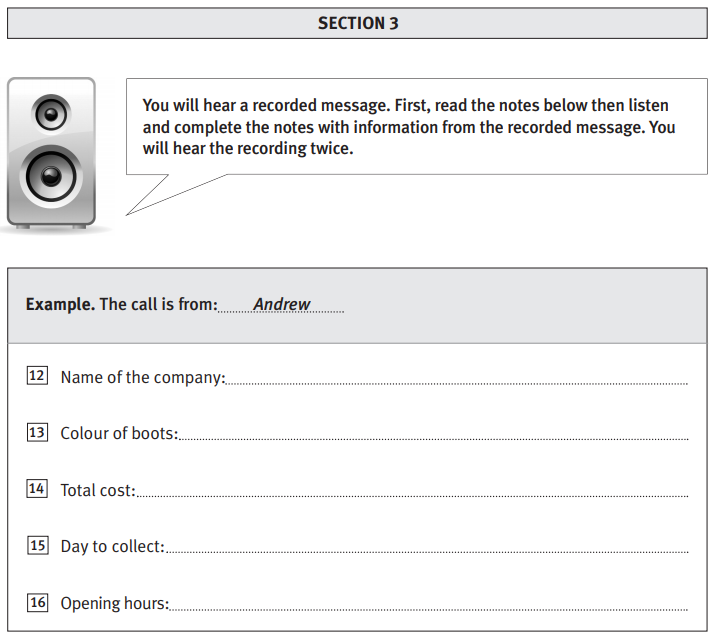 SECTION 3
You will hear a recorded message. First, read the notes below then listen
and complete the notes with information from the recorded message. You
will hear the recording twice.
Example. The call is from: Andrew
12 Name of the company:
13 Colour of boots:
14 Total cost:
15 Day to collect:
16 Opening hours: